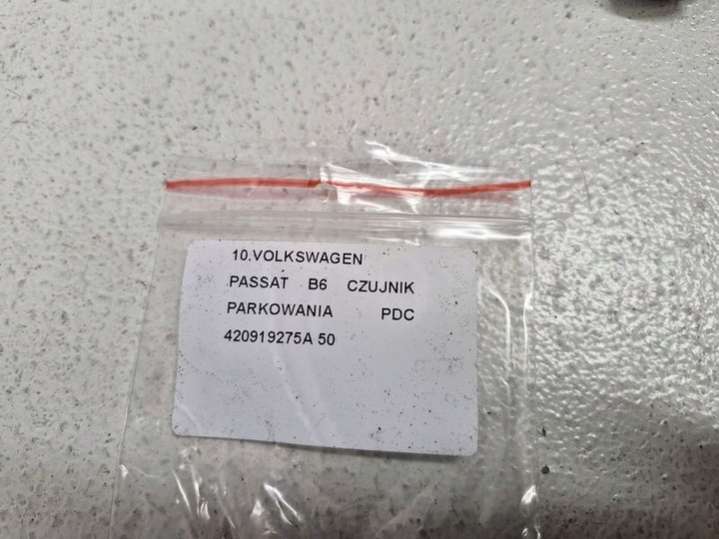 10.VOLKSWAGEN
PASSAT B6 CZUJNIK
PARKOWANIA PDC
420919275A 50